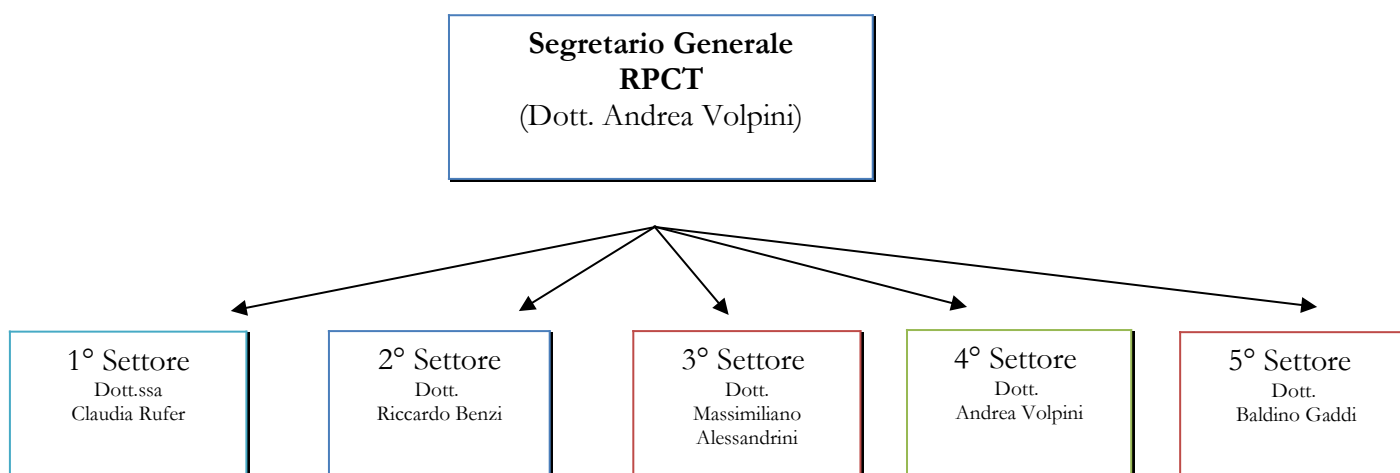 Segretario Generale
RPCT
(Dott. Andrea Volpini)
1° Settore
Dott.ssa
Claudia Rufer
2° Settore
Dott.
Riccardo Benzi
3° Settore
Dott.
Massimiliano
Alessandrini
4° Settore
Dott.
Andrea Volpini
5° Settore
Dott.
Baldino Gaddi